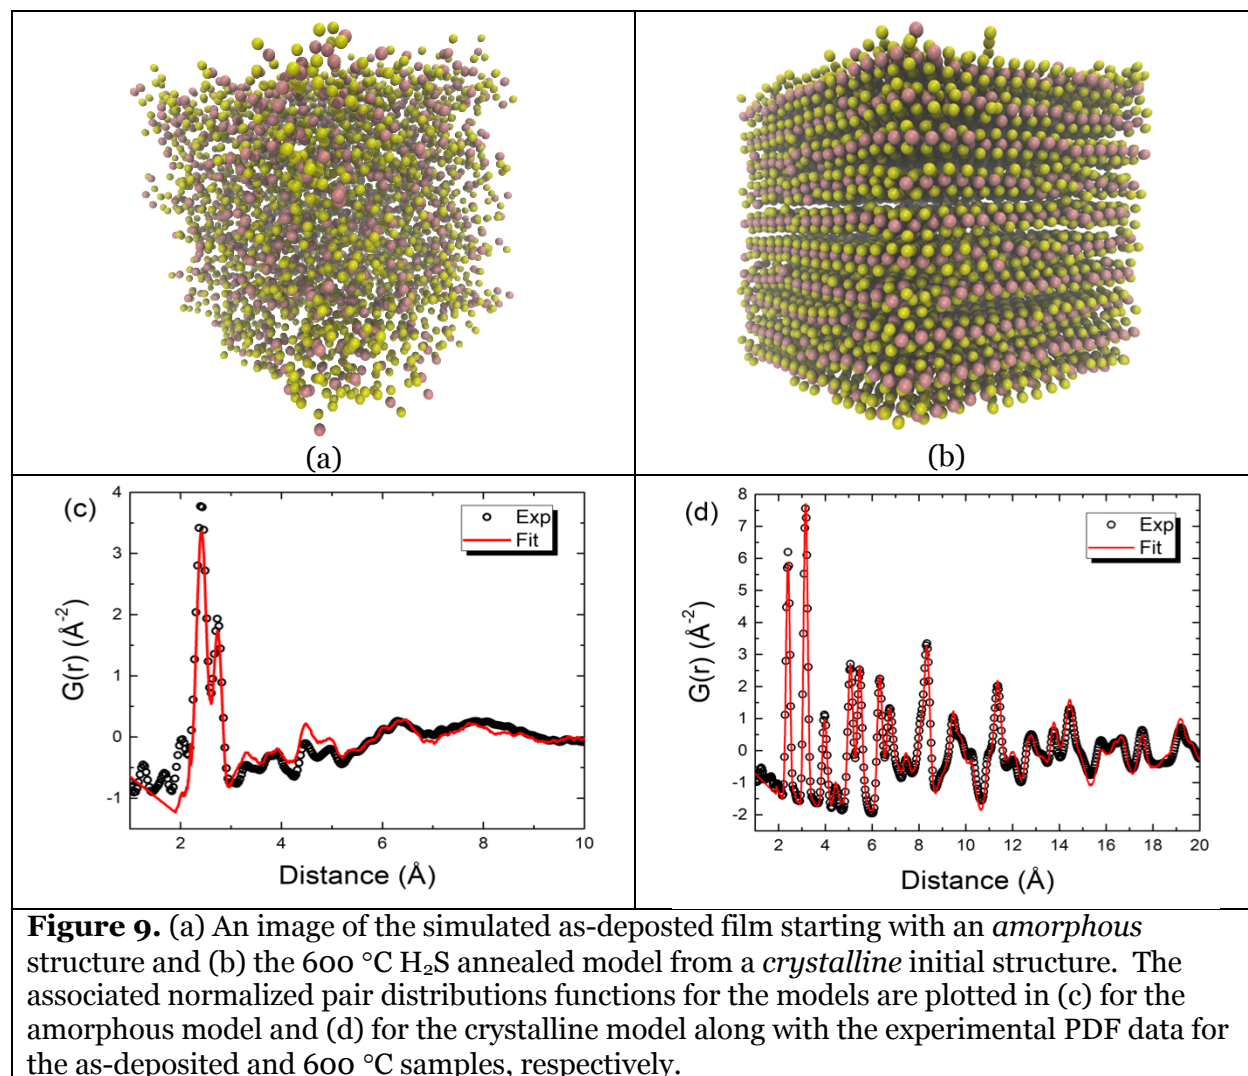 (a)
(b)
(c)
4
3
2
1
0
-1
G(r) (Å⁻²)
Exp
Fit
2
4
6
8
10
Distance (Å)
(d)
8
7
6
5
4
3
2
1
0
-1
-2
G(r) (Å⁻²)
Exp
Fit
2
4
6
8
10
12
14
16
18
20
Distance (Å)
Figure 9. (a) An image of the simulated as-deposted film starting with an amorphous
structure and (b) the 600 °C H₂S annealed model from a crystalline initial structure. The
associated normalized pair distributions functions for the models are plotted in (c) for the
amorphous model and (d) for the crystalline model along with the experimental PDF data for
the as-deposited and 600 °C samples, respectively.